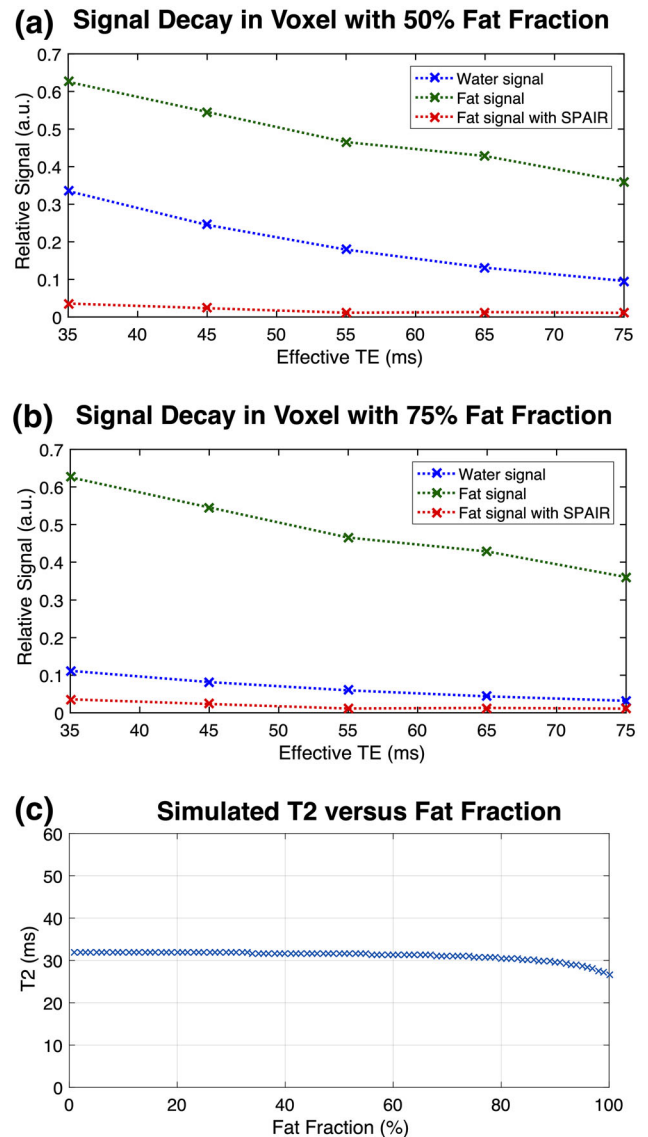 (a) Signal Decay in Voxel with 50% Fat Fraction
0.7
0.6
0.5
0.4
0.3
0.2
0.1
0
Relative Signal (a.u.)
Water signal
Fat signal
Fat signal with SPAIR
35 40 45 50 55 60 65 70 75
Effective TE (ms)
(b) Signal Decay in Voxel with 75% Fat Fraction
0.7
0.6
0.5
0.4
0.3
0.2
0.1
0
Relative Signal (a.u.)
Water signal
Fat signal
Fat signal with SPAIR
35 40 45 50 55 60 65 70 75
Effective TE (ms)
(c) Simulated T2 versus Fat Fraction
60
50
40
30
20
10
0
T2 (ms)
0 20 40 60 80 100
Fat Fraction (%)